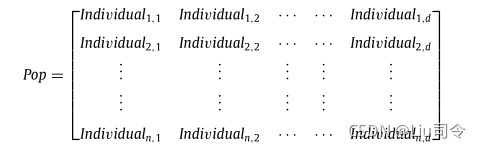 Individual₁,₁ Individual₁,₂ ⋯ ⋯ Individual₁,d
Individual₂,₁ Individual₂,₂ ⋯ ⋯ Individual₂,d
Pop = ⋮ ⋮ ⋮ ⋮ ⋮
⋮ ⋮ ⋮ ⋮ ⋮
Individualₙ,₁ Individualₙ,₂ ⋯ ⋯ Individualₙ,d
CSDN @Liu司令